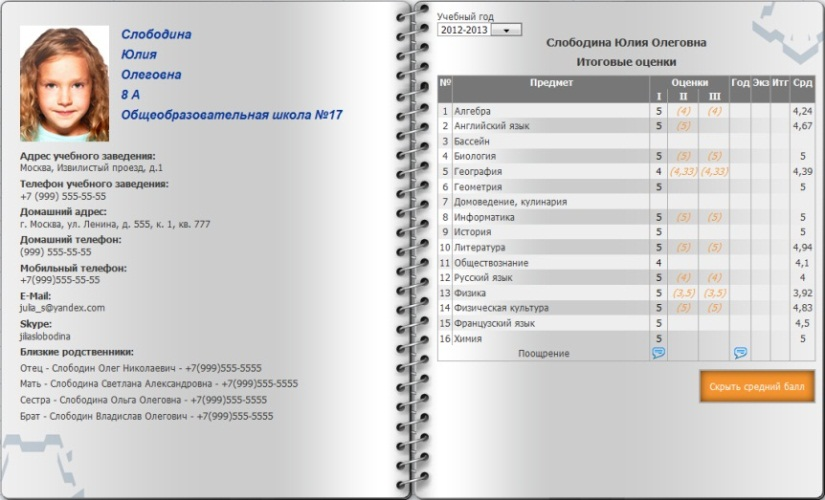 Слободина
Юлия
Олеговна
8 А
Общеобразовательная школа №17
Адрес учебного заведения:
Москва, Извилистый проезд, д.1
Телефон учебного заведения:
+7 (999) 555-55-55
Домашний адрес:
г. Москва, ул. Ленина, д. 555, к. 1, кв. 777
Домашний телефон:
(999) 555-55-55
Мобильный телефон:
+7(999)555-55-55
E-Mail:
julia_s@yandex.com
Skype:
jilaslobodina
Близкие родственники:
Отец - Слободин Олег Николаевич - +7(999)555-5555
Мать - Слободина Светлана Александровна - +7(999)555-5555
Сестра - Слободина Ольга Олеговна - +7(999)555-5555
Брат - Слободин Владислав Олегович - +7(999)555-5555
Учебный год
2012-2013
Слободина Юлия Олеговна
Итоговые оценки
№ Предмет Оценки Год Экз Итг Срд
I II III
1 Алгебра 5 (4) (4) 4,24
2 Английский язык 5 (5) 4,67
3 Бассейн
4 Биология 5 (5) (5) 5
5 География 4 (4,33) (4,33) 4,39
6 Геометрия 5 5
7 Домоведение, кулинария
8 Информатика 5 (5) (5) 5
9 История 5 5
10 Литература 5 (5) (5) 4,94
11 Обществознание 4 4,1
12 Русский язык 5 (4) (4) 4
13 Физика 5 (3,5) (3,5) 3,92
14 Физическая культура 5 (5) (5) 4,83
15 Французский язык 5 4,5
16 Химия 5 5
Поощрение
Скрыть средний балл